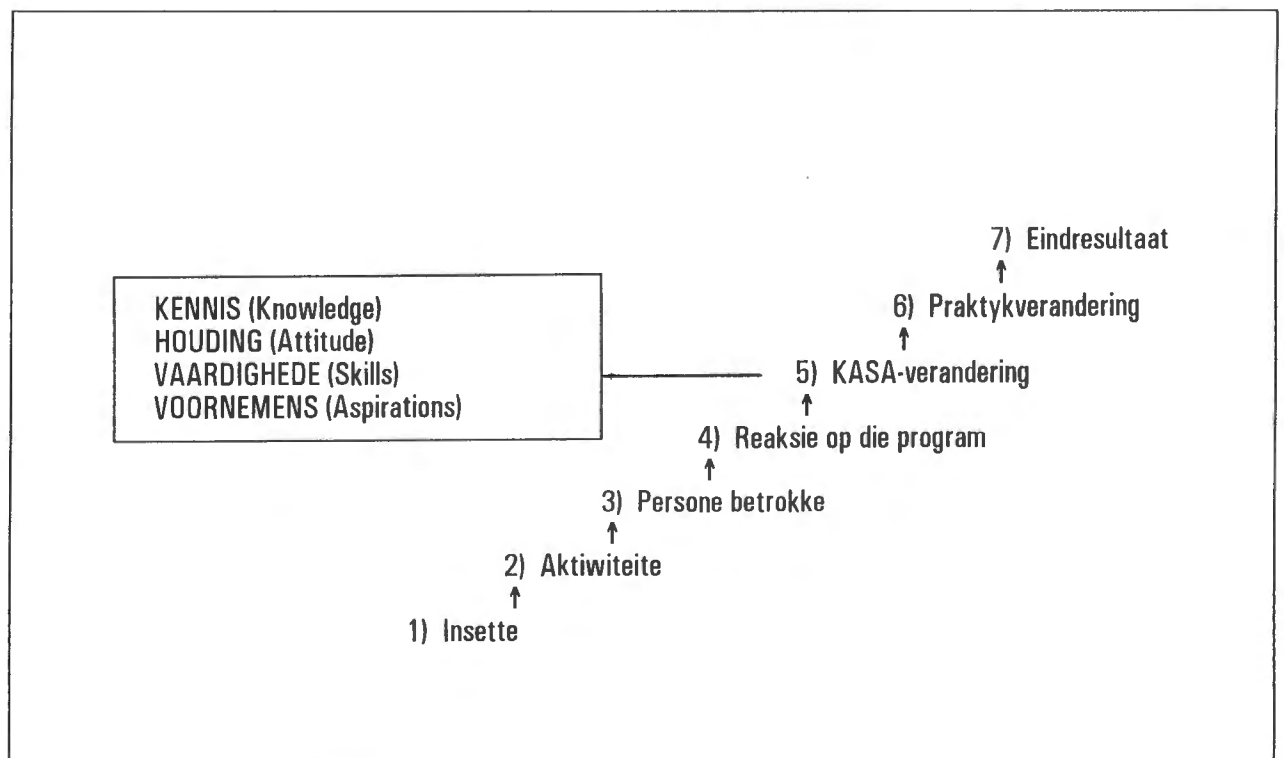 7) Eindresultaat
6) Praktykverandering
KENNIS (Knowledge)
HOUDING (Attitude)
VAARDIGHEDE (Skills)
VOORNEMENS (Aspirations)
5) KASA-verandering
4) Reaksie op die program
3) Persone betrokke
2) Aktiwiteite
1) Insette